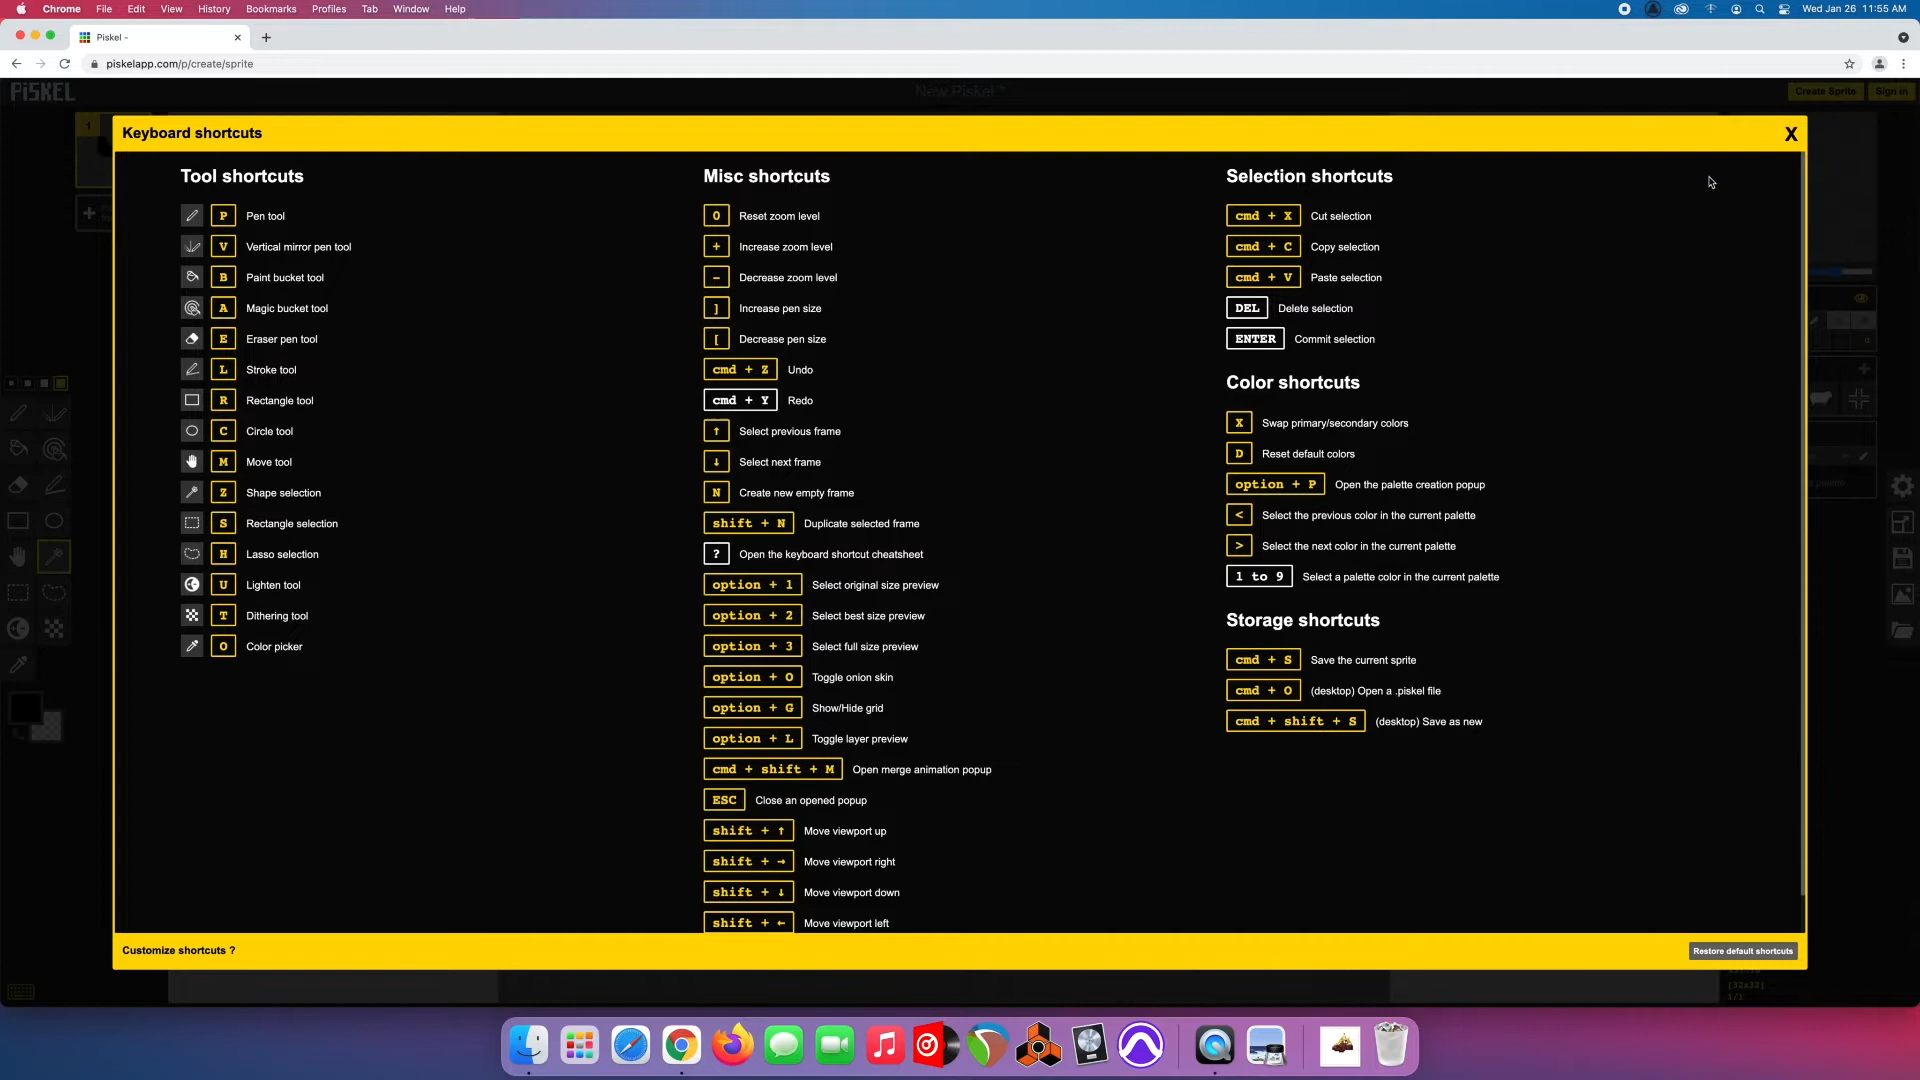 Chrome File Edit View History Bookmarks Profiles Tab Window Help Wed Jan 26 11:55 AM
Piskel -
piskelapp.com/p/create/sprite
PiSKEL New Piskel Create Sprite Sign in
1
Keyboard shortcuts X
Tool shortcuts
P Pen tool
V Vertical mirror pen tool
B Paint bucket tool
A Magic bucket tool
E Eraser pen tool
L Stroke tool
R Rectangle tool
C Circle tool
M Move tool
Z Shape selection
S Rectangle selection
H Lasso selection
U Lighten tool
T Dithering tool
O Color picker
Misc shortcuts
0 Reset zoom level
+ Increase zoom level
- Decrease zoom level
] Increase pen size
[ Decrease pen size
cmd + Z Undo
cmd + Y Redo
↑ Select previous frame
↓ Select next frame
N Create new empty frame
shift + N Duplicate selected frame
? Open the keyboard shortcut cheatsheet
option + 1 Select original size preview
option + 2 Select best size preview
option + 3 Select full size preview
option + O Toggle onion skin
option + G Show/Hide grid
option + L Toggle layer preview
cmd + shift + M Open merge animation popup
ESC Close an opened popup
shift + ↑ Move viewport up
shift + → Move viewport right
shift + ↓ Move viewport down
shift + ← Move viewport left
Selection shortcuts
cmd + X Cut selection
cmd + C Copy selection
cmd + V Paste selection
DEL Delete selection
ENTER Commit selection
Color shortcuts
X Swap primary/secondary colors
D Reset default colors
option + P Open the palette creation popup
< Select the previous color in the current palette
> Select the next color in the current palette
1 to 9 Select a palette color in the current palette
Storage shortcuts
cmd + S Save the current sprite
cmd + O (desktop) Open a .piskel file
cmd + shift + S (desktop) Save as new
Customize shortcuts ? Restore default shortcuts
[32x32]
1/1